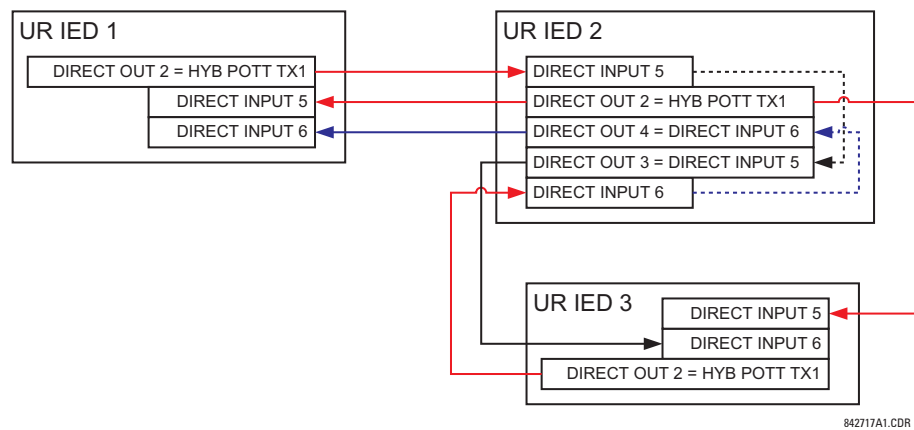 UR IED 1
DIRECT OUT 2 = HYB POTT TX1
DIRECT INPUT 5
DIRECT INPUT 6
UR IED 2
DIRECT INPUT 5
DIRECT OUT 2 = HYB POTT TX1
DIRECT OUT 4 = DIRECT INPUT 6
DIRECT OUT 3 = DIRECT INPUT 5
DIRECT INPUT 6
UR IED 3
DIRECT INPUT 5
DIRECT INPUT 6
DIRECT OUT 2 = HYB POTT TX1
842717A1.CDR